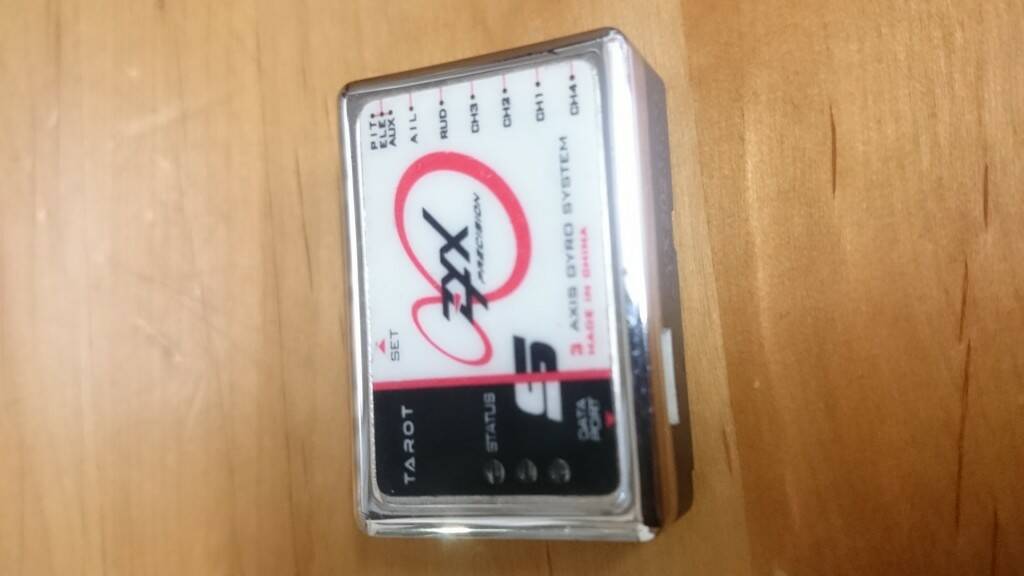 PIT
ELE
AUX
AIL
RUD
CH3
CH2
CH1
CH4
SET
ZYX
PRECISION
S
3 AXIS GYRO SYSTEM
MADE IN CHINA
TAROT
STATUS
DATA
PORT